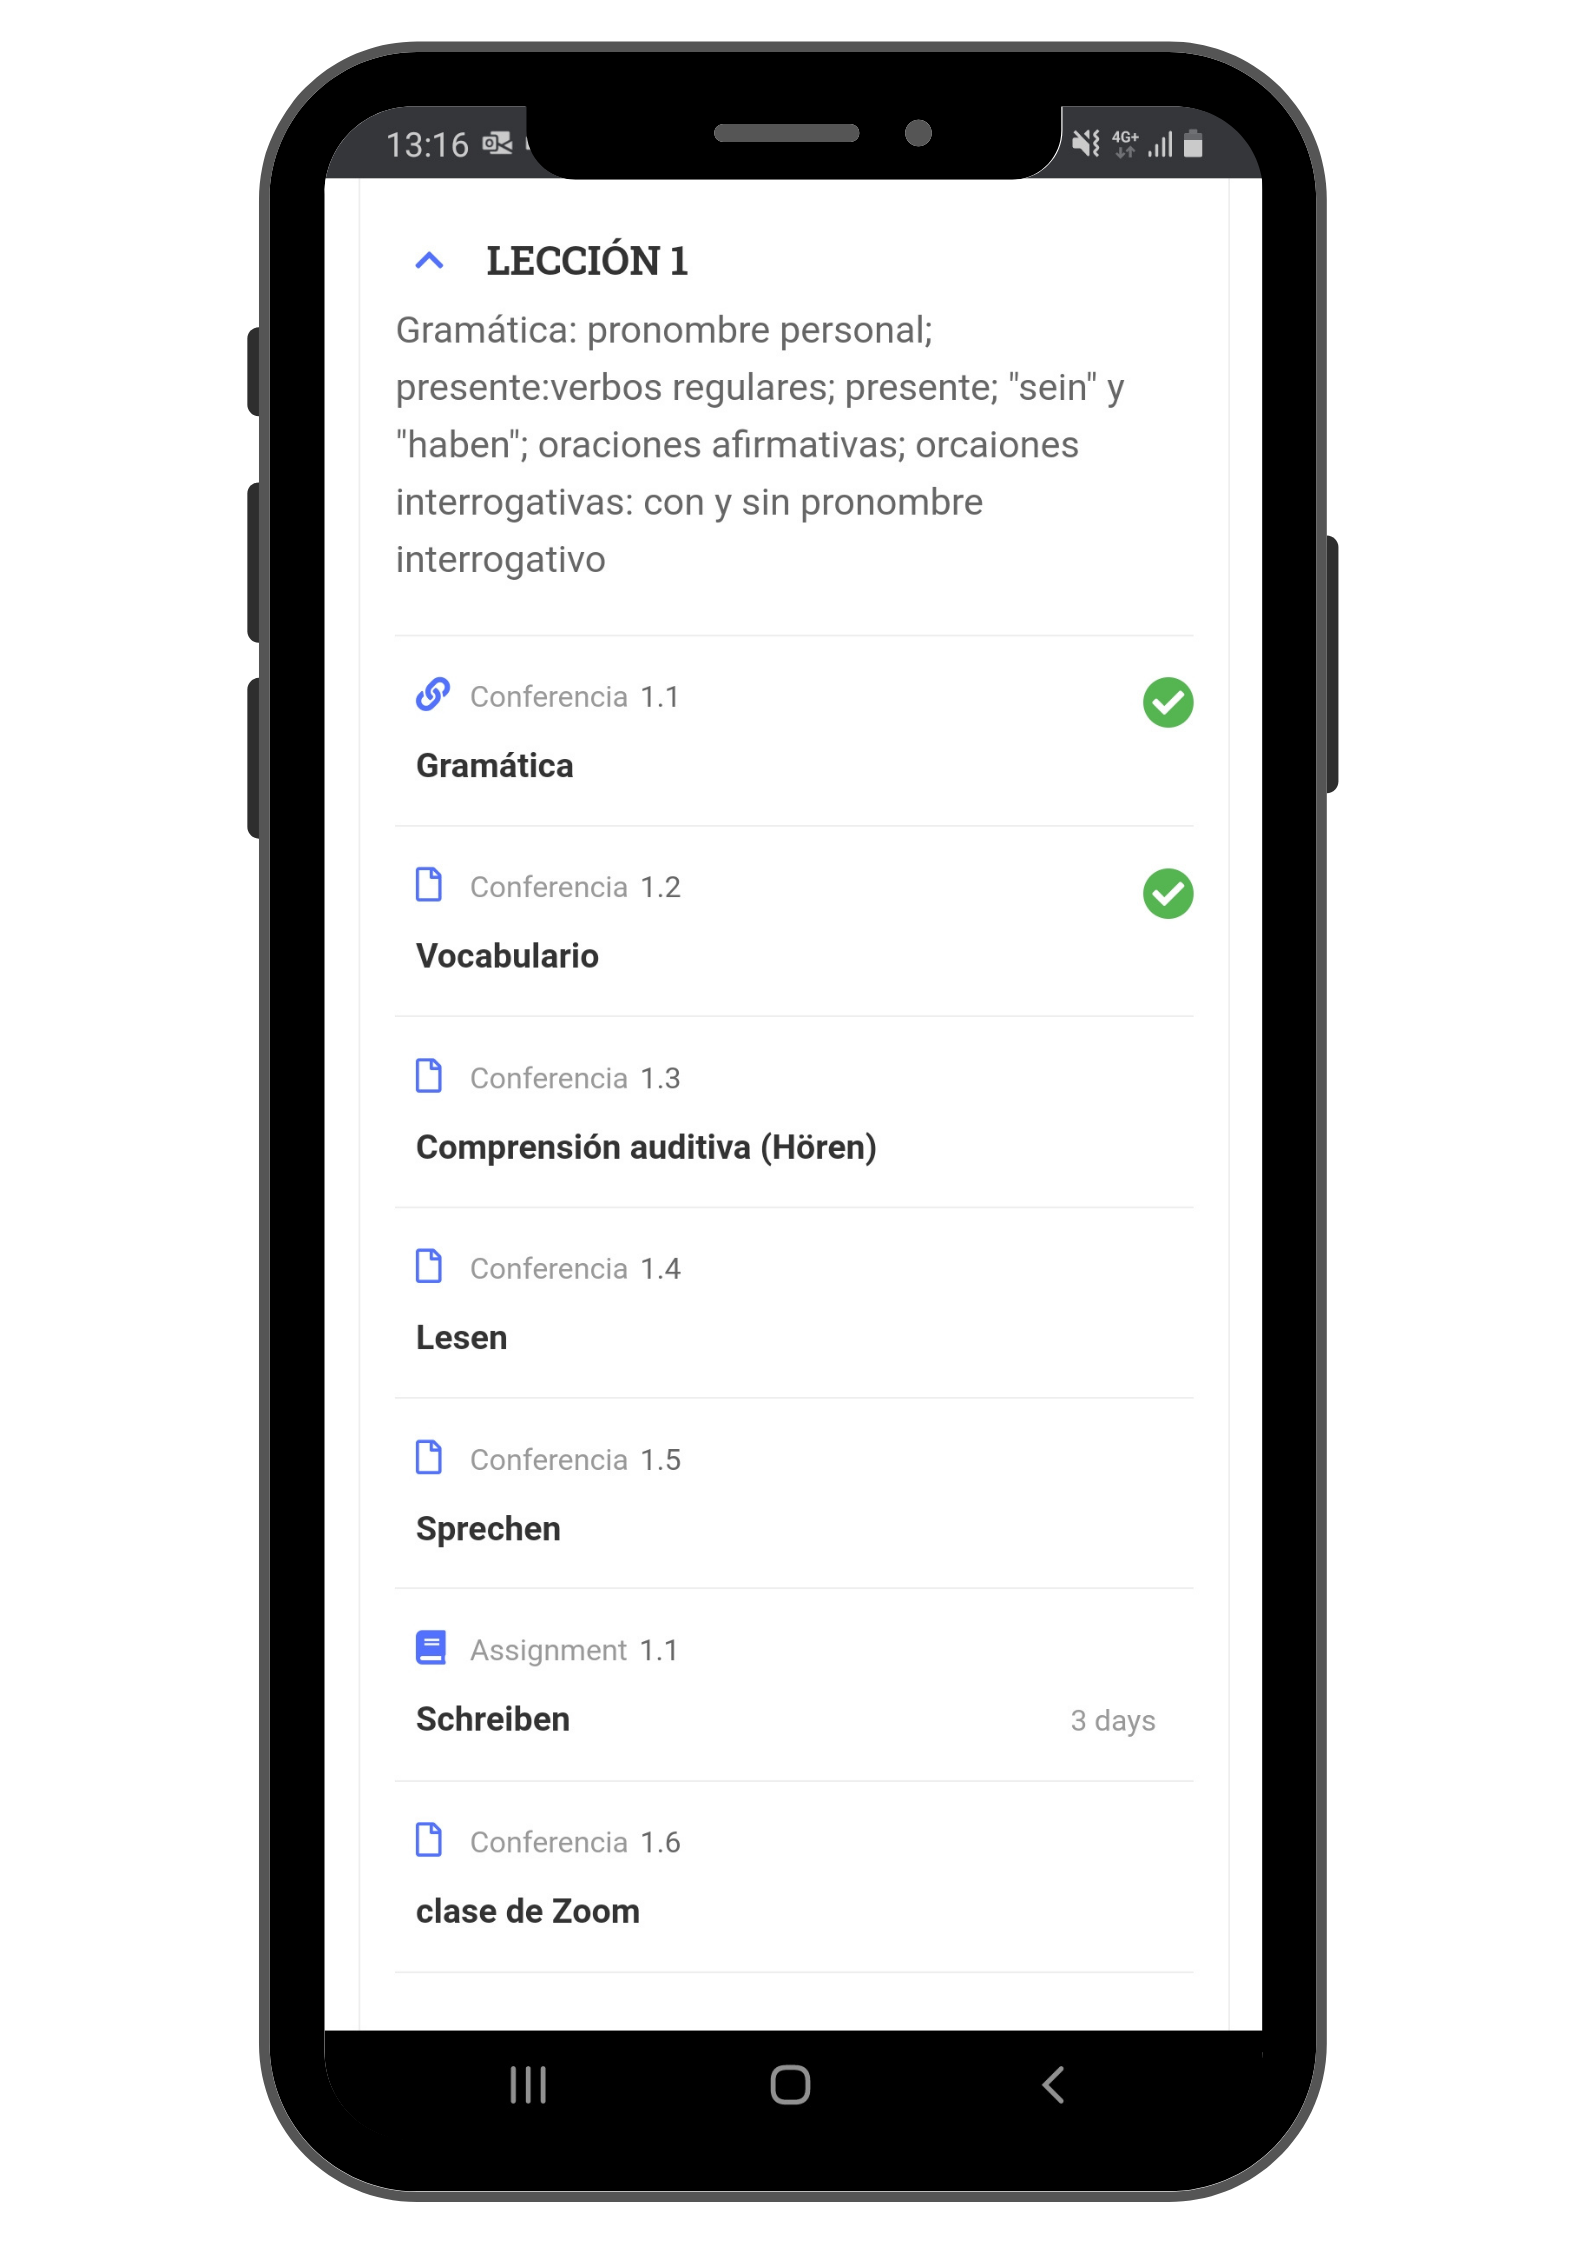 13:16
4G+
LECCIÓN 1
Gramática: pronombre personal;
presente:verbos regulares; presente; "sein" y
"haben"; oraciones afirmativas; orcaiones
interrogativas: con y sin pronombre
interrogativo
Conferencia 1.1
Gramática
Conferencia 1.2
Vocabulario
Conferencia 1.3
Comprensión auditiva (Hören)
Conferencia 1.4
Lesen
Conferencia 1.5
Sprechen
Assignment 1.1
Schreiben 3 days
Conferencia 1.6
clase de Zoom